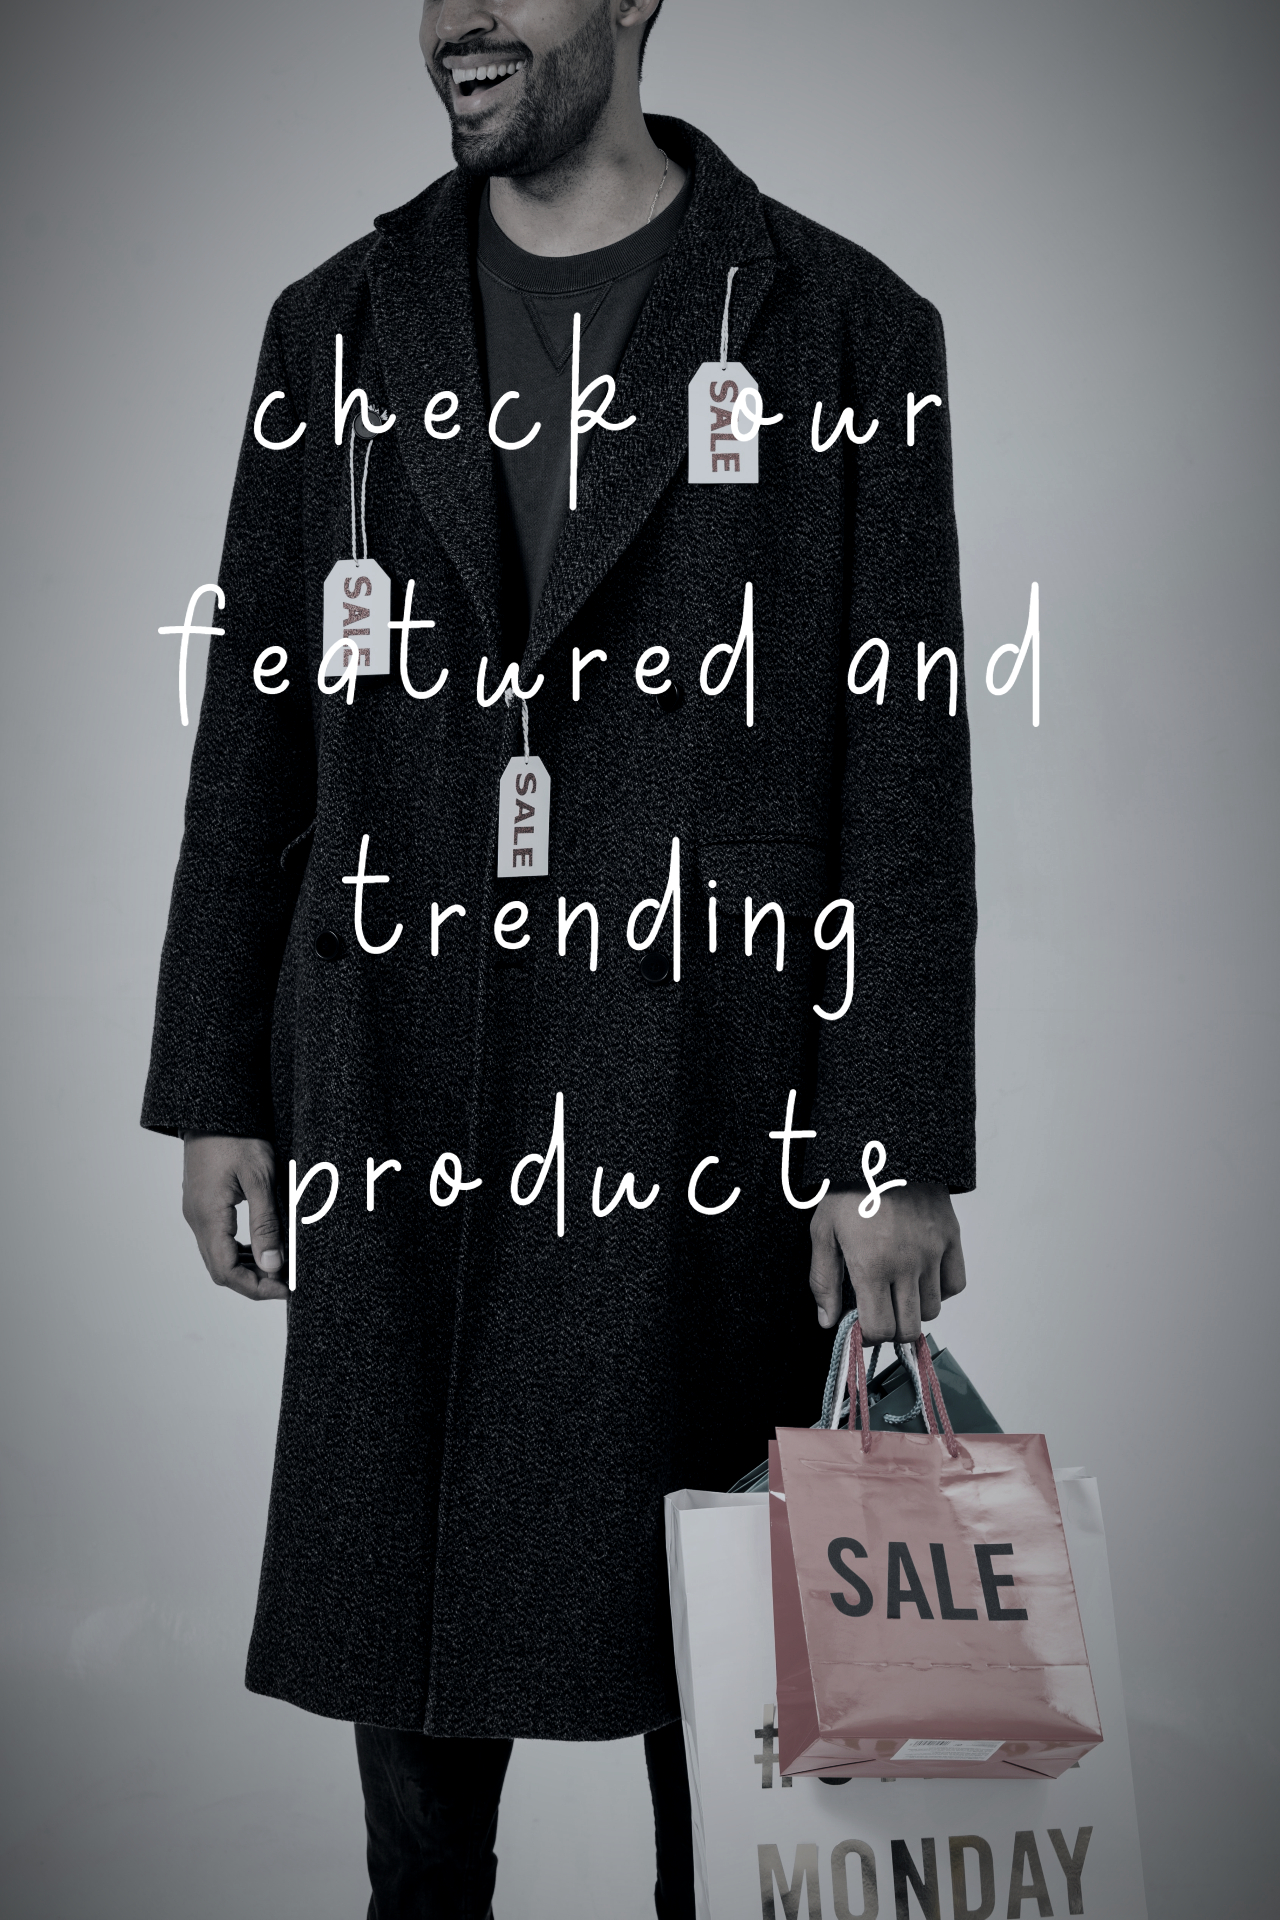 check our
SALE
SALE
featured and
SALE
trending
products
SALE
MONDAY